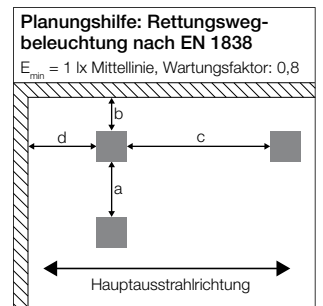 Planungshilfe: Rettungsweg-
beleuchtung nach EN 1838
Emin = 1 lx Mittellinie, Wartungsfaktor: 0,8
b
d
c
a
Hauptausstrahlrichtung